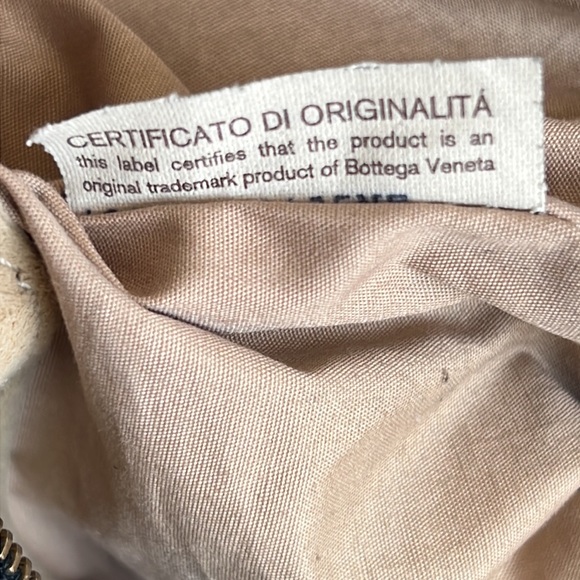 CERTIFICATO DI ORIGINALITÁ
this label certifies that the product is an
original trademark product of Bottega Veneta